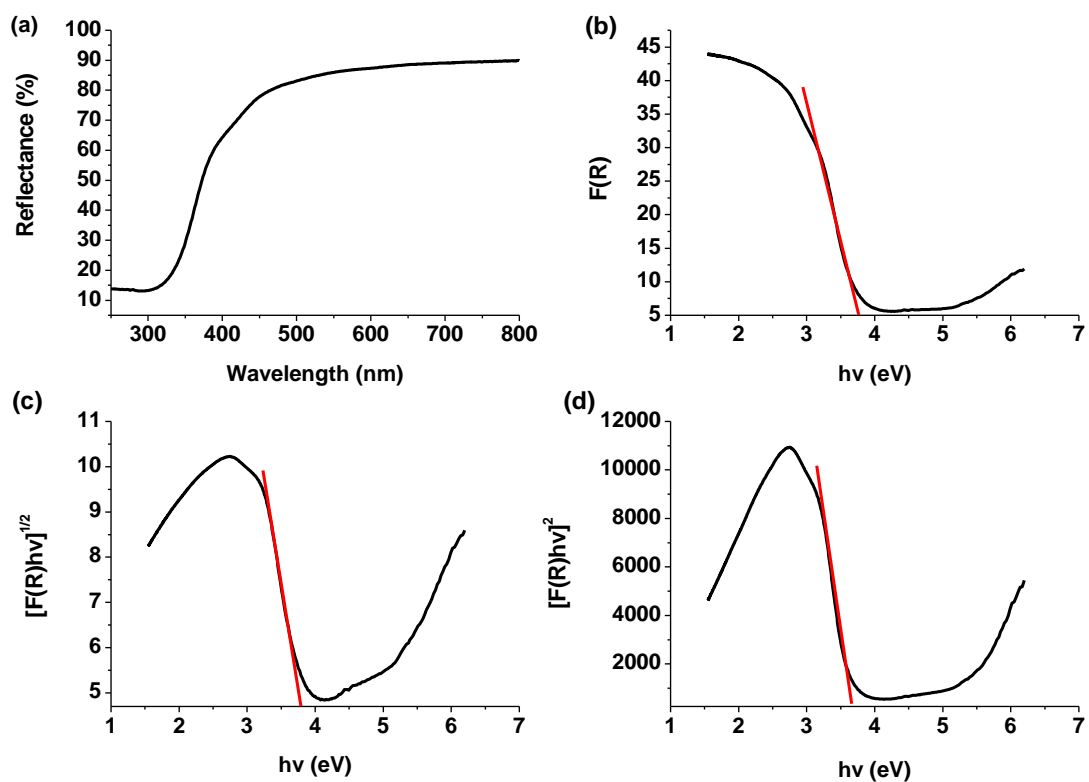 (a)
Reflectance (%)
100
90
80
70
60
50
40
30
20
10
300 400 500 600 700 800
Wavelength (nm)
(b)
F(R)
45
40
35
30
25
20
15
10
5
1 2 3 4 5 6 7
hν (eV)
(c)
[F(R)hν]^1/2
11
10
9
8
7
6
5
1 2 3 4 5 6 7
hν (eV)
(d)
[F(R)hν]²
12000
10000
8000
6000
4000
2000
1 2 3 4 5 6 7
hν (eV)